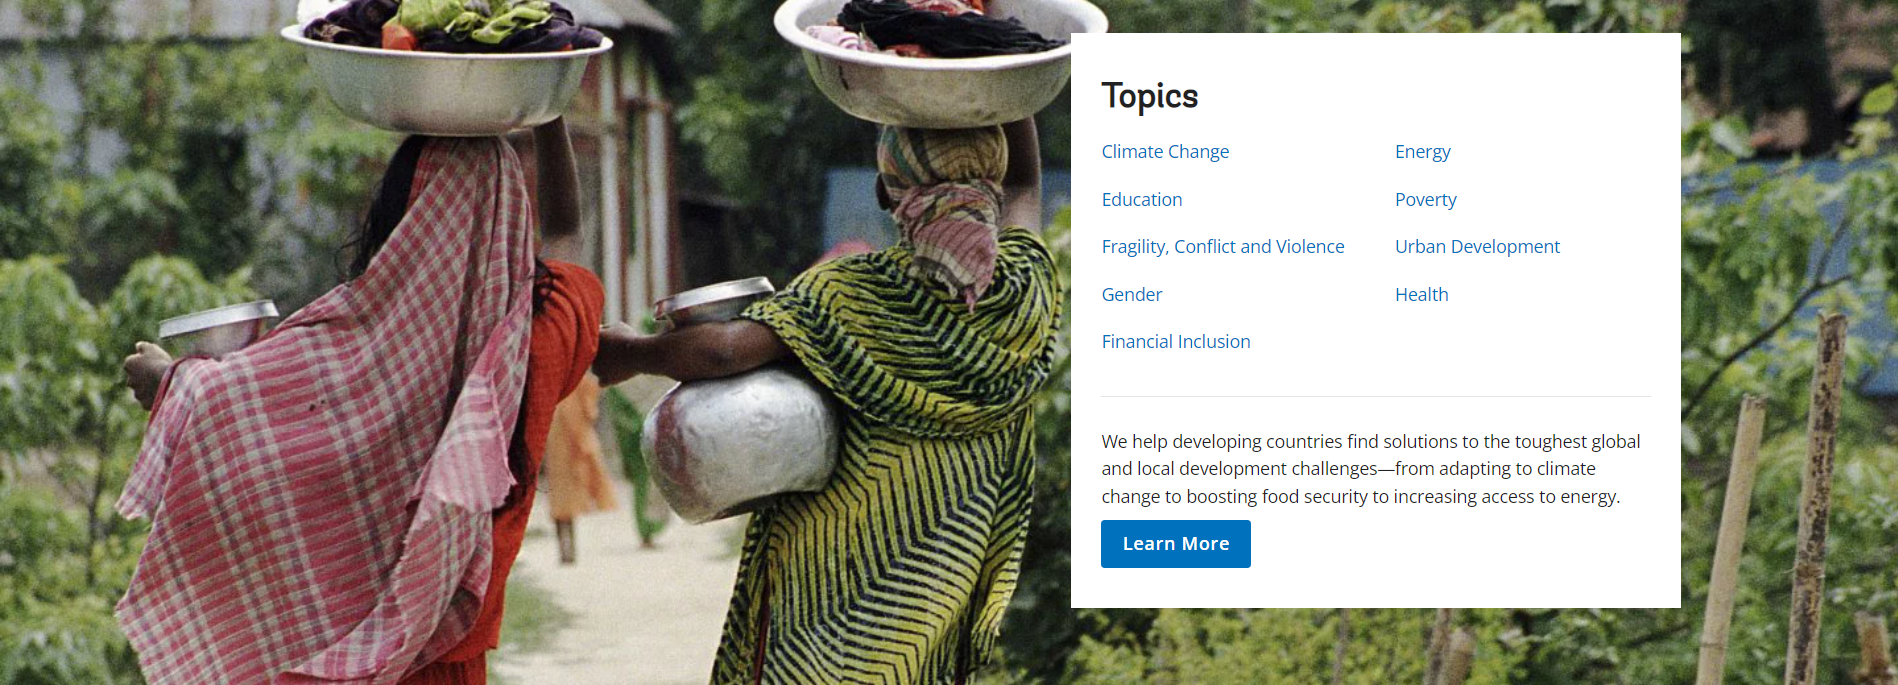 Topics
Climate Change
Energy
Education
Poverty
Fragility, Conflict and Violence
Urban Development
Gender
Health
Financial Inclusion
We help developing countries find solutions to the toughest global
and local development challenges—from adapting to climate
change to boosting food security to increasing access to energy.
Learn More